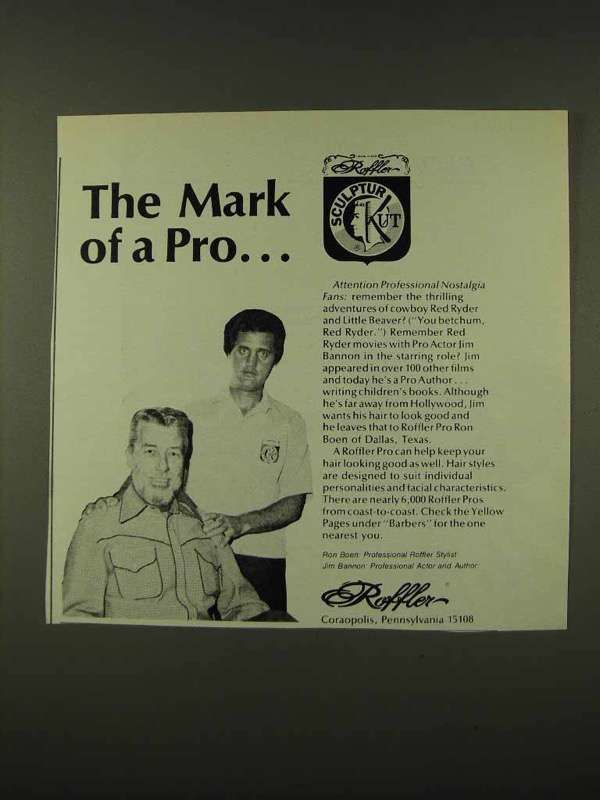 The Mark
of a Pro...
Roffler
SCULPTUR
KUT
Attention Professional Nostalgia
Fans: remember the thrilling
adventures of cowboy Red Ryder
and Little Beaver? ("You betchum,
Red Ryder.") Remember Red
Ryder movies with Pro Actor Jim
Bannon in the starring role? Jim
appeared in over 100 other films
and today he's a Pro Author...
writing children's books. Although
he's far away from Hollywood, Jim
wants his hair to look good and
he leaves that to Roffler Pro Ron
Boen of Dallas, Texas.
A Roffler Pro can help keep your
hair looking good as well. Hair styles
are designed to suit individual
personalities and facial characteristics.
There are nearly 6,000 Roffler Pros
from coast-to-coast. Check the Yellow
Pages under "Barbers" for the one
nearest you.
Ron Boen: Professional Roffler Stylist
Jim Bannon: Professional Actor and Author
Roffler®
Coraopolis, Pennsylvania 15108